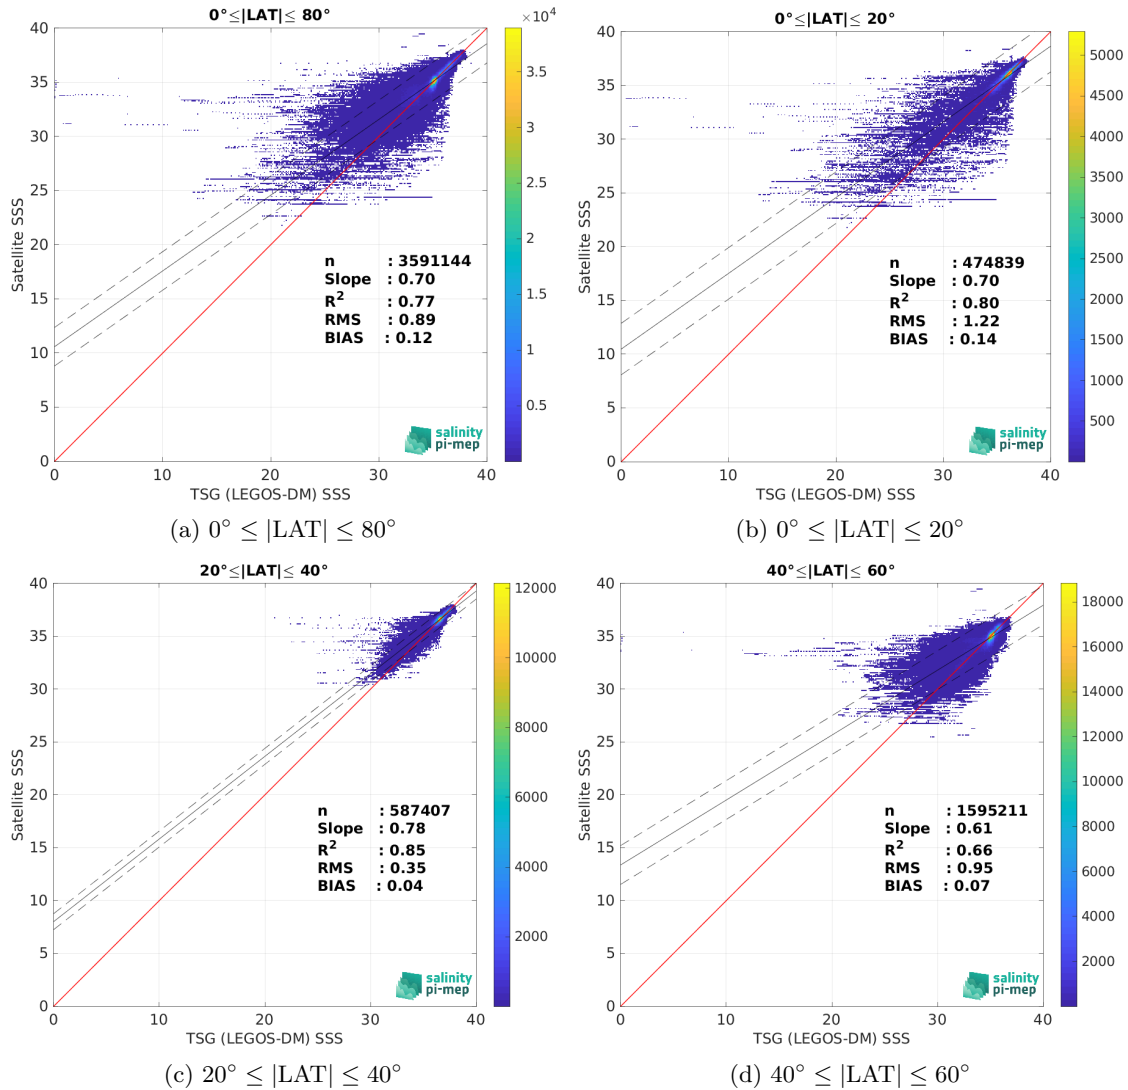 0°≤|LAT|≤ 80°
×10⁴
40
35
30
25
20
15
10
5
0
Satellite SSS
n : 3591144
Slope : 0.70
R² : 0.77
RMS : 0.89
BIAS : 0.12
salinity
pi-mep
0 10 20 30 40
TSG (LEGOS-DM) SSS
3.5
3
2.5
2
1.5
1
0.5
(a) 0° ≤ |LAT| ≤ 80°
0°≤|LAT|≤ 20°
40
35
30
25
20
15
10
5
0
Satellite SSS
n : 474839
Slope : 0.70
R² : 0.80
RMS : 1.22
BIAS : 0.14
salinity
pi-mep
0 10 20 30 40
TSG (LEGOS-DM) SSS
5000
4500
4000
3500
3000
2500
2000
1500
1000
500
(b) 0° ≤ |LAT| ≤ 20°
20°≤|LAT|≤ 40°
40
35
30
25
20
15
10
5
0
Satellite SSS
n : 587407
Slope : 0.78
R² : 0.85
RMS : 0.35
BIAS : 0.04
salinity
pi-mep
0 10 20 30 40
TSG (LEGOS-DM) SSS
12000
10000
8000
6000
4000
2000
(c) 20° ≤ |LAT| ≤ 40°
40°≤|LAT|≤ 60°
40
35
30
25
20
15
10
5
0
Satellite SSS
n : 1595211
Slope : 0.61
R² : 0.66
RMS : 0.95
BIAS : 0.07
salinity
pi-mep
0 10 20 30 40
TSG (LEGOS-DM) SSS
18000
16000
14000
12000
10000
8000
6000
4000
2000
(d) 40° ≤ |LAT| ≤ 60°